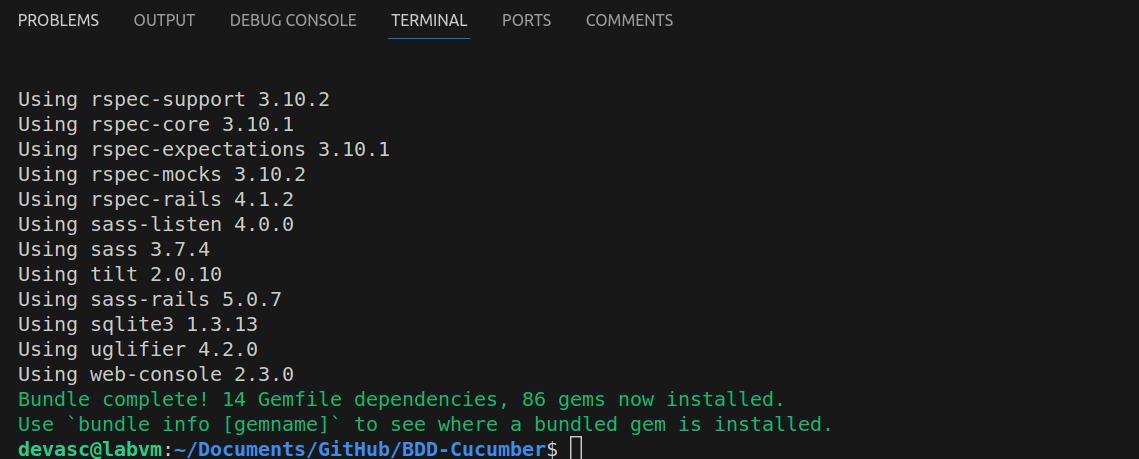 PROBLEMS OUTPUT DEBUG CONSOLE TERMINAL PORTS COMMENTS
Using rspec-support 3.10.2
Using rspec-core 3.10.1
Using rspec-expectations 3.10.1
Using rspec-mocks 3.10.2
Using rspec-rails 4.1.2
Using sass-listen 4.0.0
Using sass 3.7.4
Using tilt 2.0.10
Using sass-rails 5.0.7
Using sqlite3 1.3.13
Using uglifier 4.2.0
Using web-console 2.3.0
Bundle complete! 14 Gemfile dependencies, 86 gems now installed.
Use `bundle info [gemname]` to see where a bundled gem is installed.
devasc@labvm:~/Documents/GitHub/BDD-Cucumber$